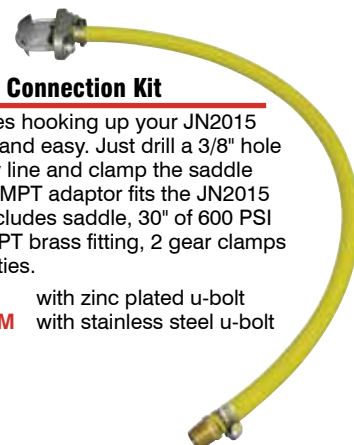 Connection Kit
es hooking up your JN2015
and easy. Just drill a 3/8" hole
line and clamp the saddle
MPT adaptor fits the JN2015
cludes saddle, 30" of 600 PSI
PT brass fitting, 2 gear clamps
ties.
with zinc plated u-bolt
M with stainless steel u-bolt